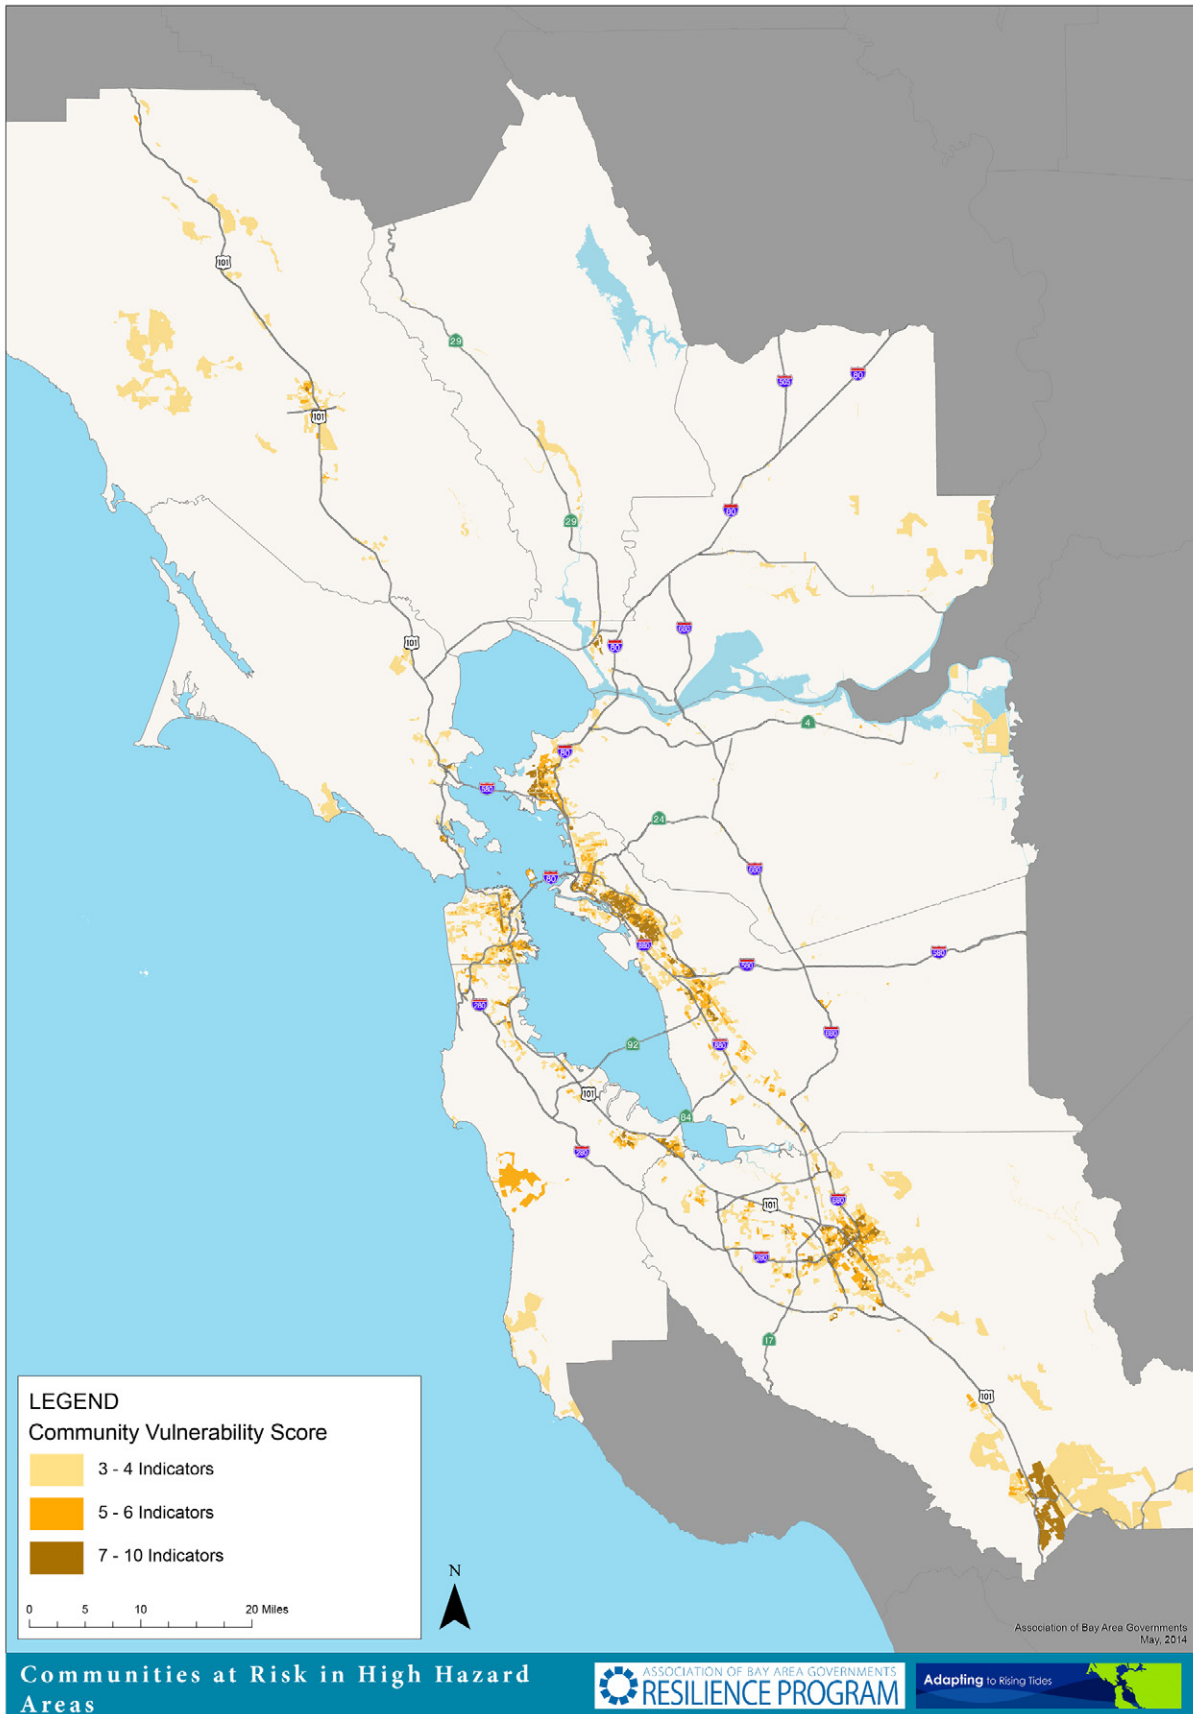 101
29
505
80
101
29
80
101
680
80
4
80
580
24
680
80
880
580
580
280
680
92
880
101
84
280
101
680
280
17
101
LEGEND
Community Vulnerability Score
3 - 4 Indicators
5 - 6 Indicators
7 - 10 Indicators
0 5 10 20 Miles
N
Association of Bay Area Governments
May, 2014
Communities at Risk in High Hazard
Areas
ASSOCIATION OF BAY AREA GOVERNMENTS
RESILIENCE PROGRAM
Adapting to Rising Tides